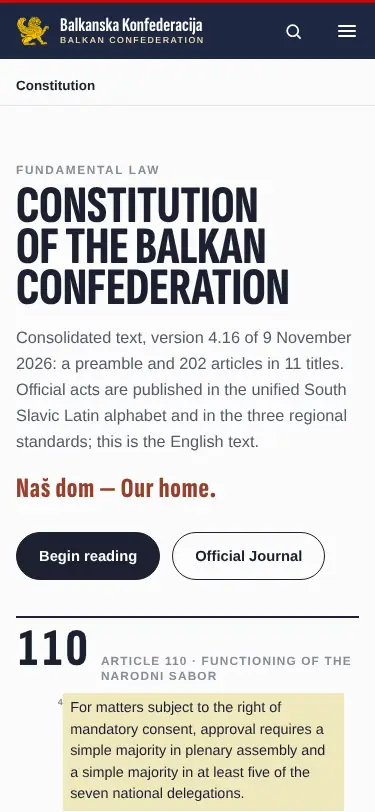 Balkanska Konfederacija
BALKAN CONFEDERATION
Constitution
FUNDAMENTAL LAW
CONSTITUTION
OF THE BALKAN
CONFEDERATION
Consolidated text, version 4.16 of 9 November
2026: a preamble and 202 articles in 11 titles.
Official acts are published in the unified South
Slavic Latin alphabet and in the three regional
standards; this is the English text.
Naš dom — Our home.
Begin reading
Official Journal
110
ARTICLE 110 · FUNCTIONING OF THE
NARODNI SABOR
4
For matters subject to the right of
mandatory consent, approval requires a
simple majority in plenary assembly and
a simple majority in at least five of the
seven national delegations.